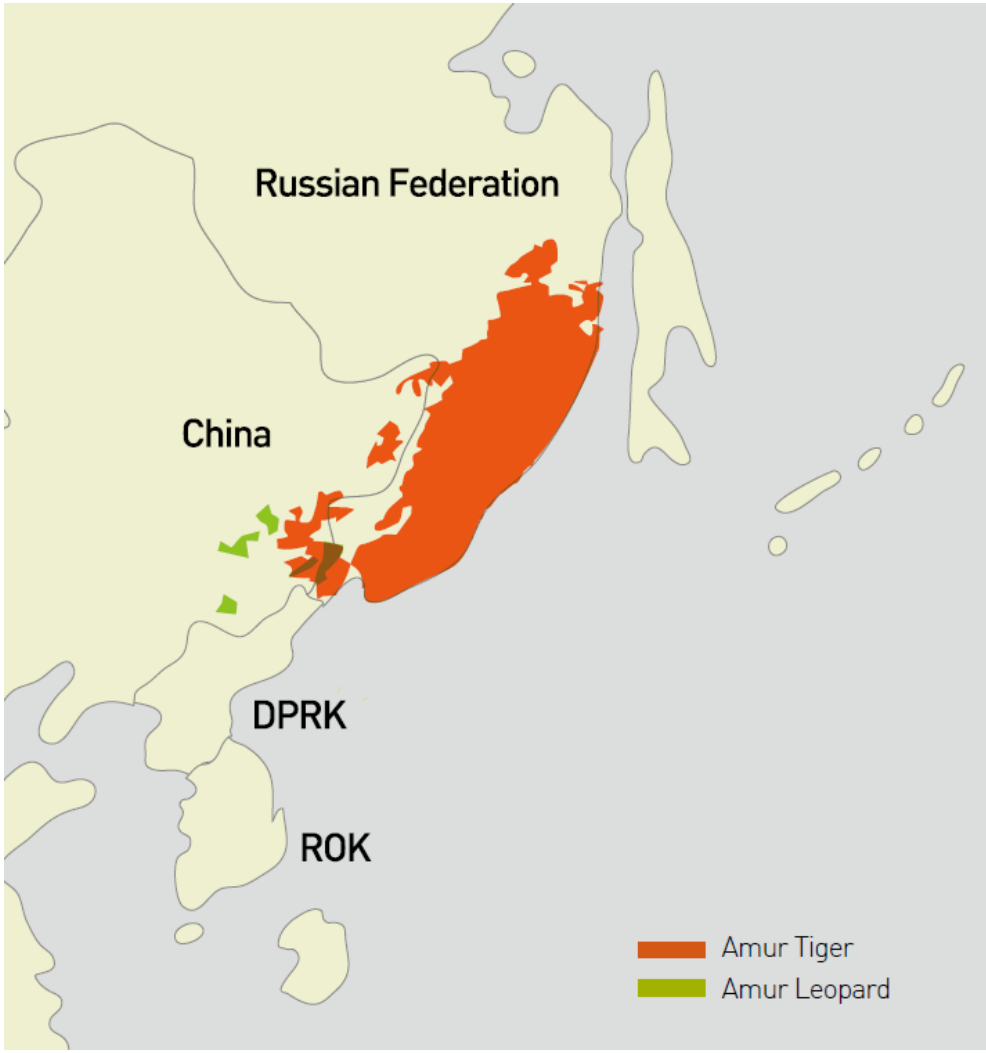 Russian Federation
China
DPRK
ROK
Amur Tiger
Amur Leopard